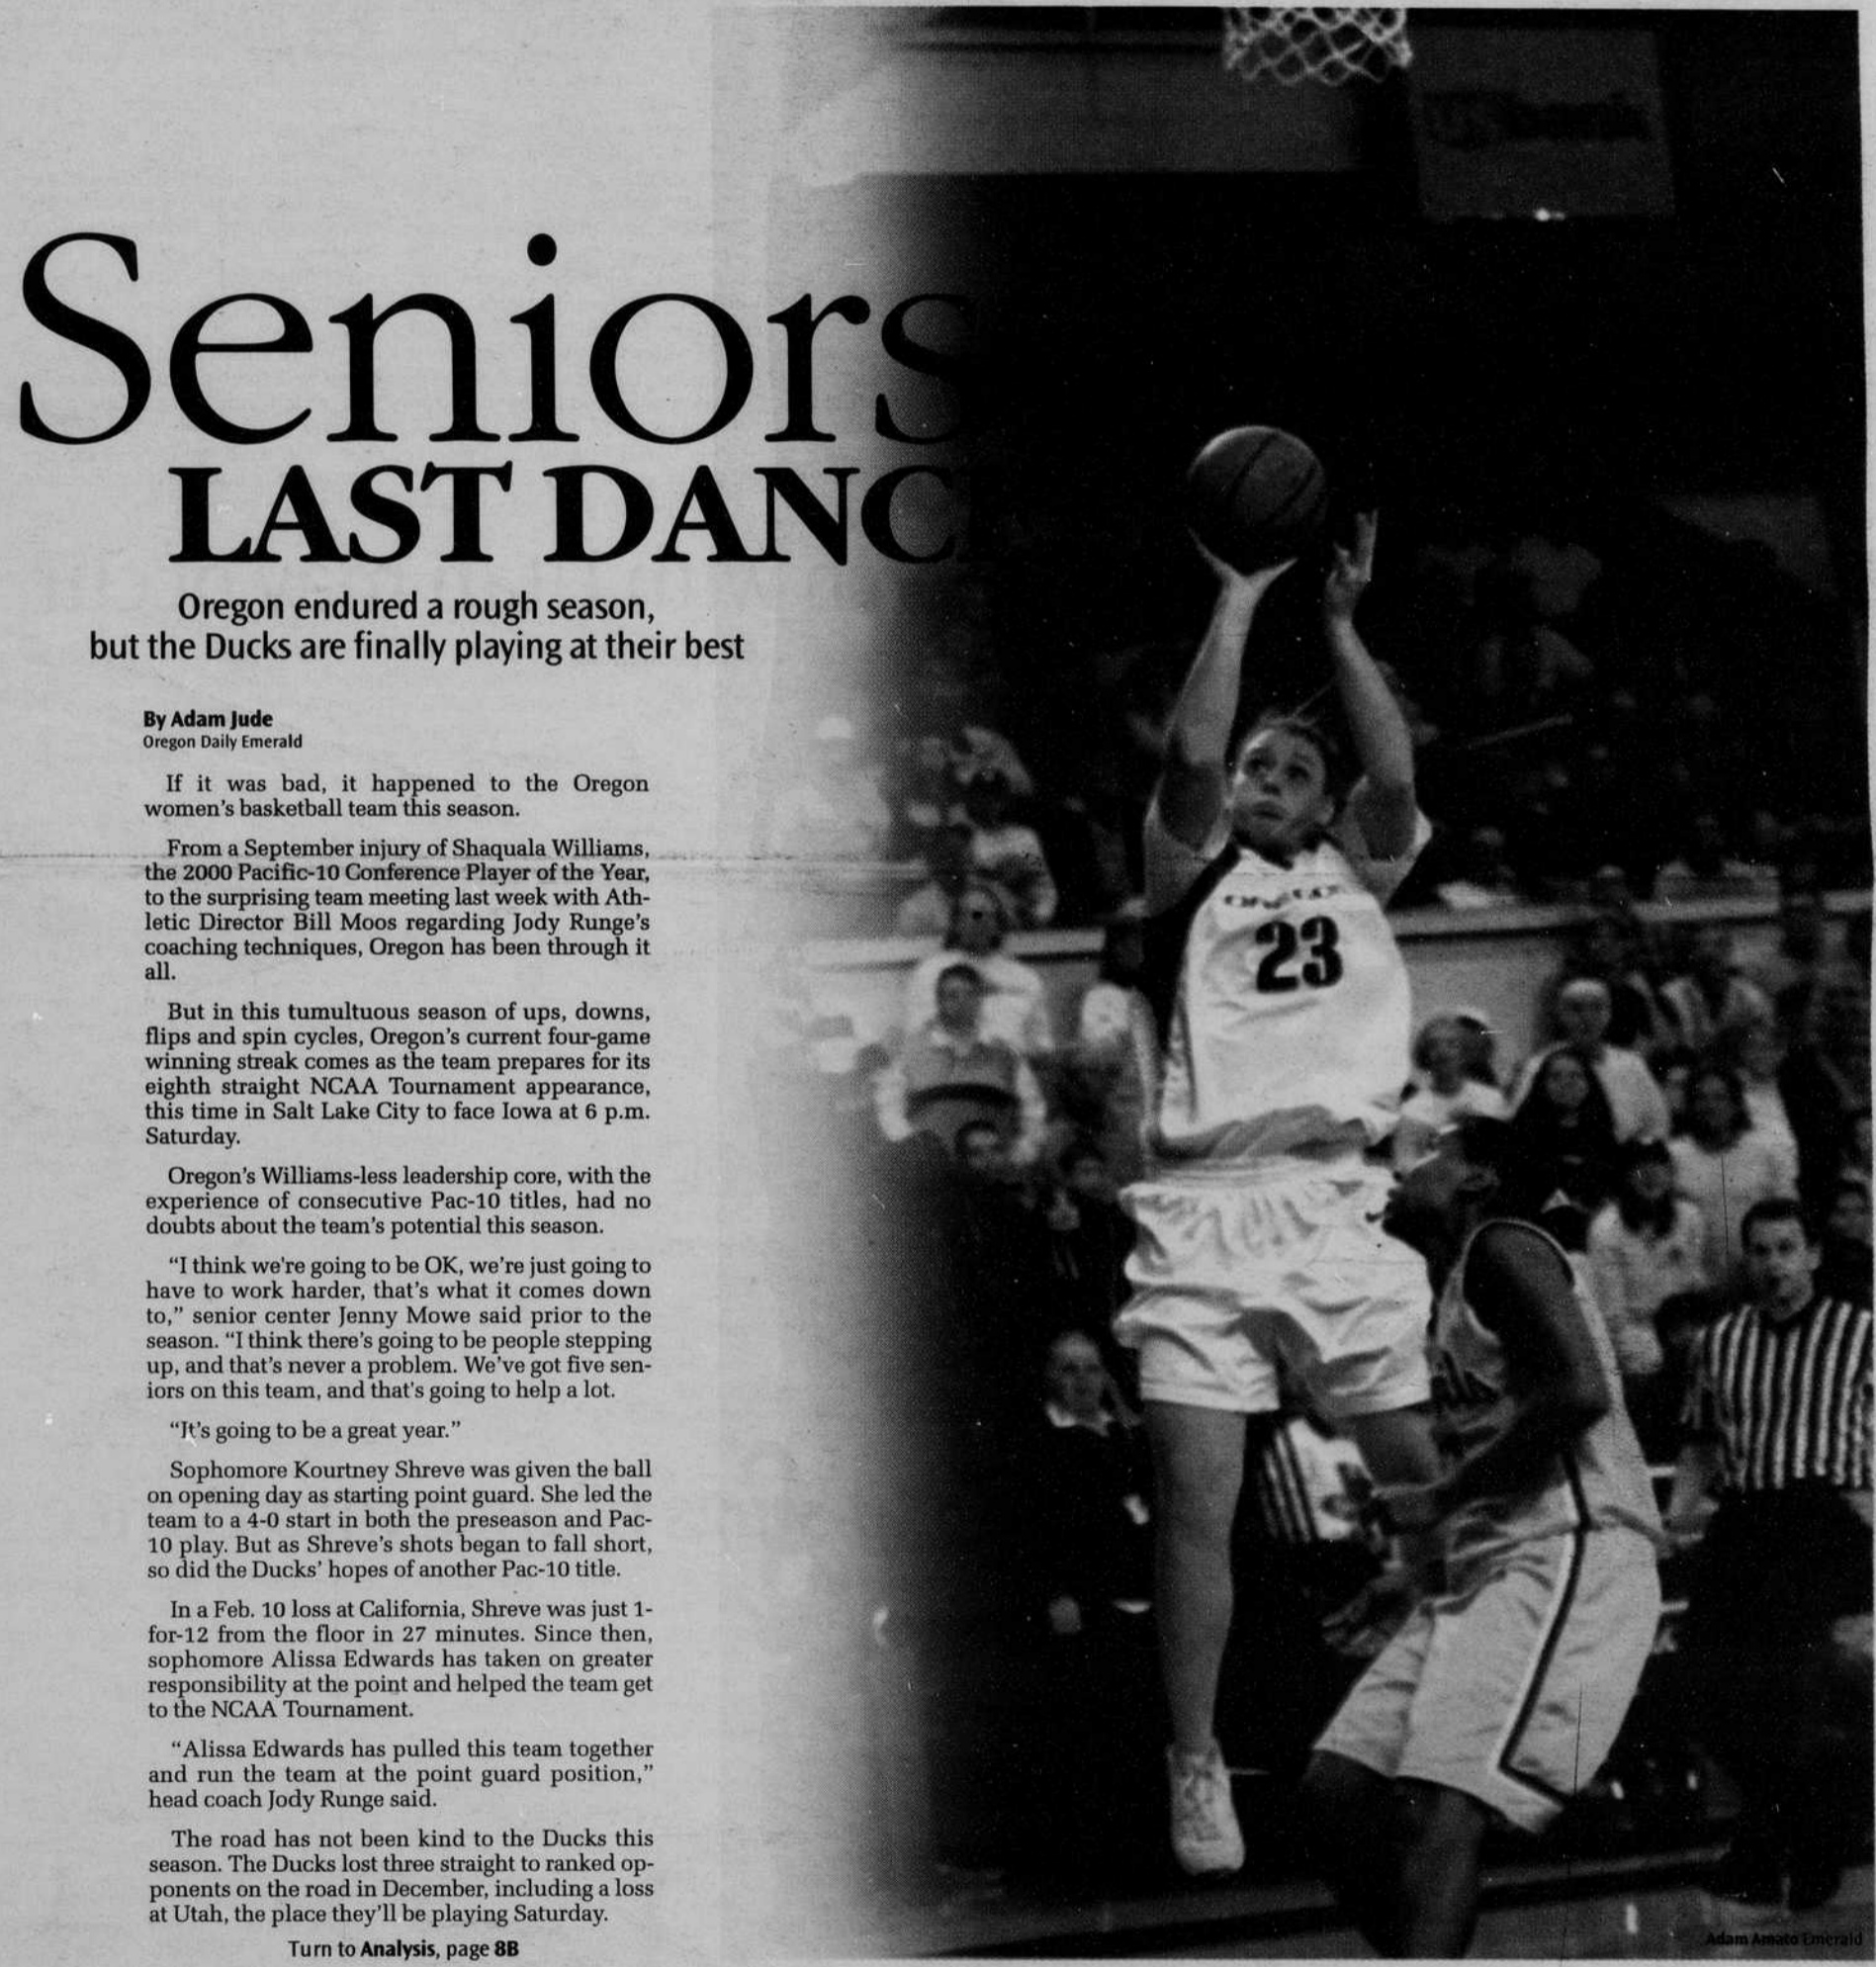 Seniors
LAST DANC
Oregon endured a rough season,
but the Ducks are finally playing at their best
By Adam Jude
Oregon Daily Emerald
If it was bad, it happened to the Oregon
women's basketball team this season.
From a September injury of Shaquala Williams,
the 2000 Pacific-10 Conference Player of the Year,
to the surprising team meeting last week with Ath-
letic Director Bill Moos regarding Jody Runge's
coaching techniques, Oregon has been through it
all.
But in this tumultuous season of ups, downs,
flips and spin cycles, Oregon's current four-game
winning streak comes as the team prepares for its
eighth straight NCAA Tournament appearance,
this time in Salt Lake City to face Iowa at 6 p.m.
Saturday.
Oregon's Williams-less leadership core, with the
experience of consecutive Pac-10 titles, had no
doubts about the team's potential this season.
“I think we're going to be OK, we're just going to
have to work harder, that's what it comes down
to,” senior center Jenny Mowe said prior to the
season. “I think there's going to be people stepping
up, and that's never a problem. We've got five sen-
iors on this team, and that's going to help a lot.
“It's going to be a great year.”
Sophomore Kourtney Shreve was given the ball
on opening day as starting point guard. She led the
team to a 4-0 start in both the preseason and Pac-
10 play. But as Shreve's shots began to fall short,
so did the Ducks' hopes of another Pac-10 title.
In a Feb. 10 loss at California, Shreve was just 1-
for-12 from the floor in 27 minutes. Since then,
sophomore Alissa Edwards has taken on greater
responsibility at the point and helped the team get
to the NCAA Tournament.
“Alissa Edwards has pulled this team together
and run the team at the point guard position,”
head coach Jody Runge said.
The road has not been kind to the Ducks this
season. The Ducks lost three straight to ranked op-
ponents on the road in December, including a loss
at Utah, the place they'll be playing Saturday.
Turn to Analysis, page 8B
OREGON
23
Adam Amato Emerald